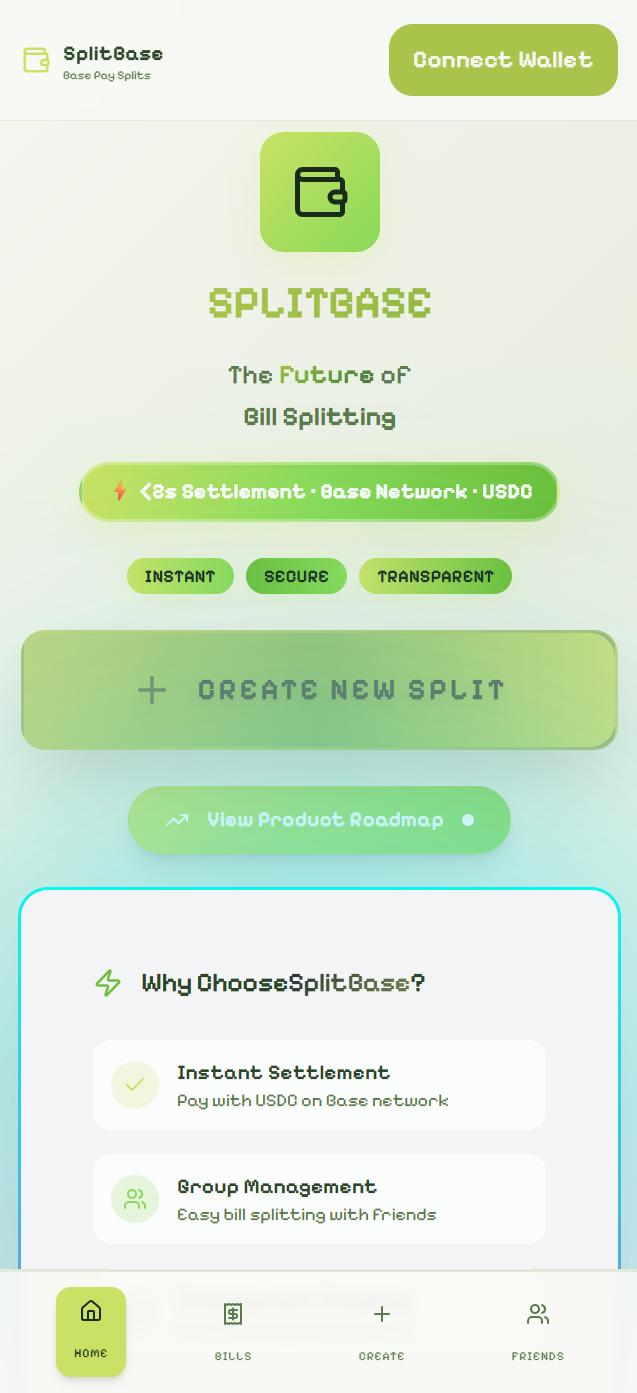 SplitBase
Base Pay Splits
Connect Wallet
SPLITBASE
The Future of
Bill Splitting
⚡ <8s Settlement · Base Network · USDC
INSTANT
SECURE
TRANSPARENT
CREATE NEW SPLIT
View Product Roadmap
Why ChooseSplitBase?
Instant Settlement
Pay with USDC on Base network
Group Management
Easy bill splitting with friends
HOME
BILLS
CREATE
FRIENDS